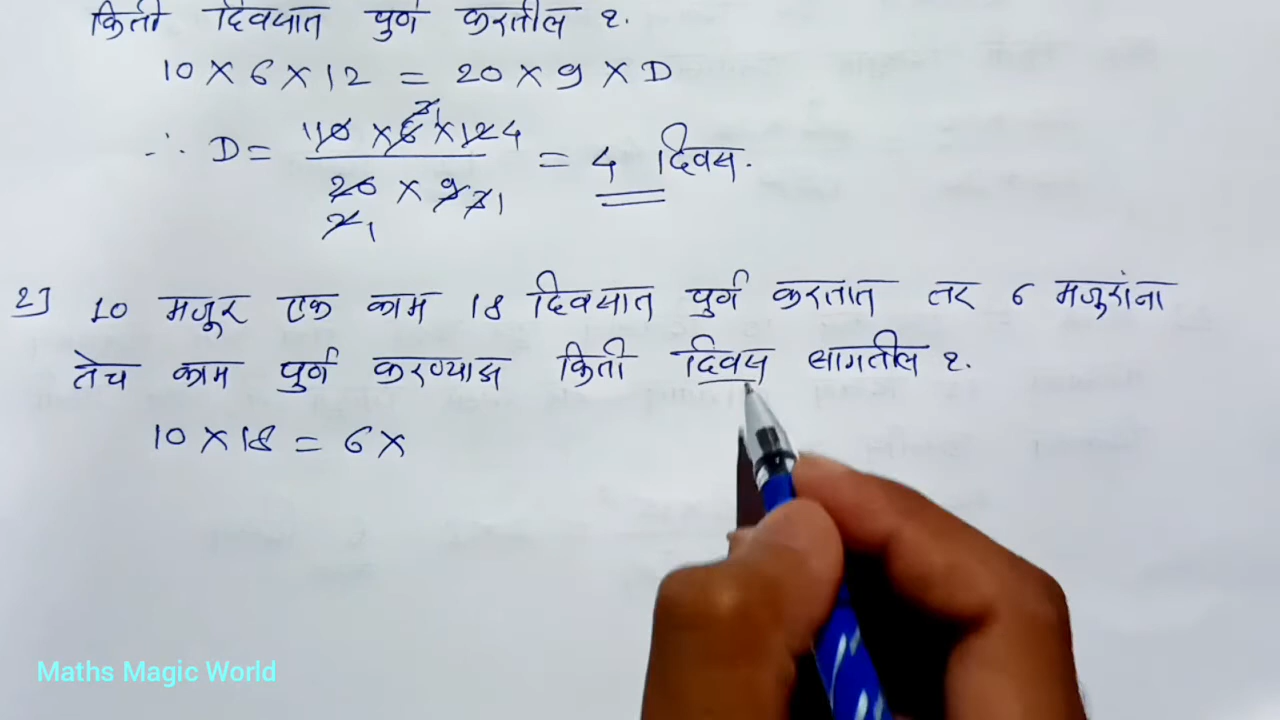 किती दिवसात पुर्ण करतील ?.
10 × 6 × 12 = 20 × 9 × D
∴ D = 10 × 6 × 12 / 20 × 9 = 4 दिवस.
2] 10 मजूर एक काम 18 दिवसात पुर्ण करतात तर 6 मजुरांना
तेच काम पुर्ण करण्यास किती दिवस लागतील ?.
10 × 18 = 6 ×
Maths Magic World